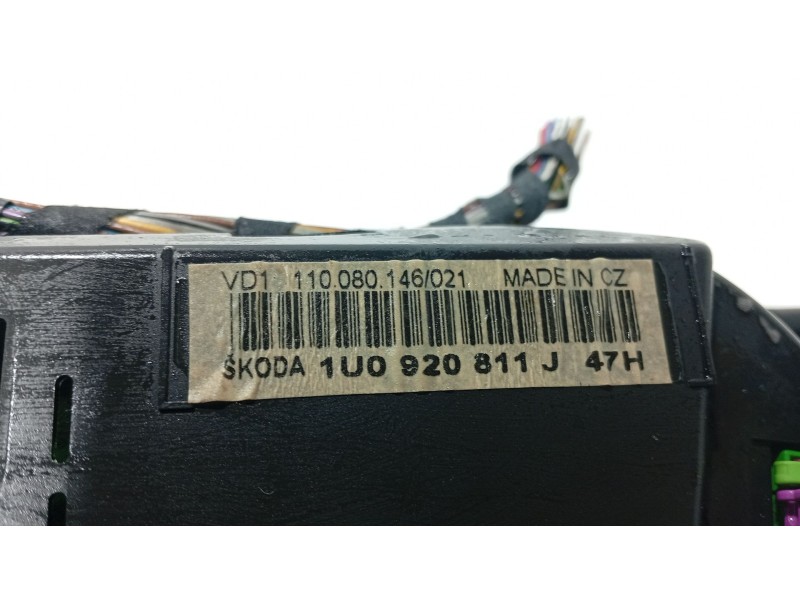 VD1 110.080.146/021 MADE IN CZ
ŠKODA 1U0 920 811 J 47H